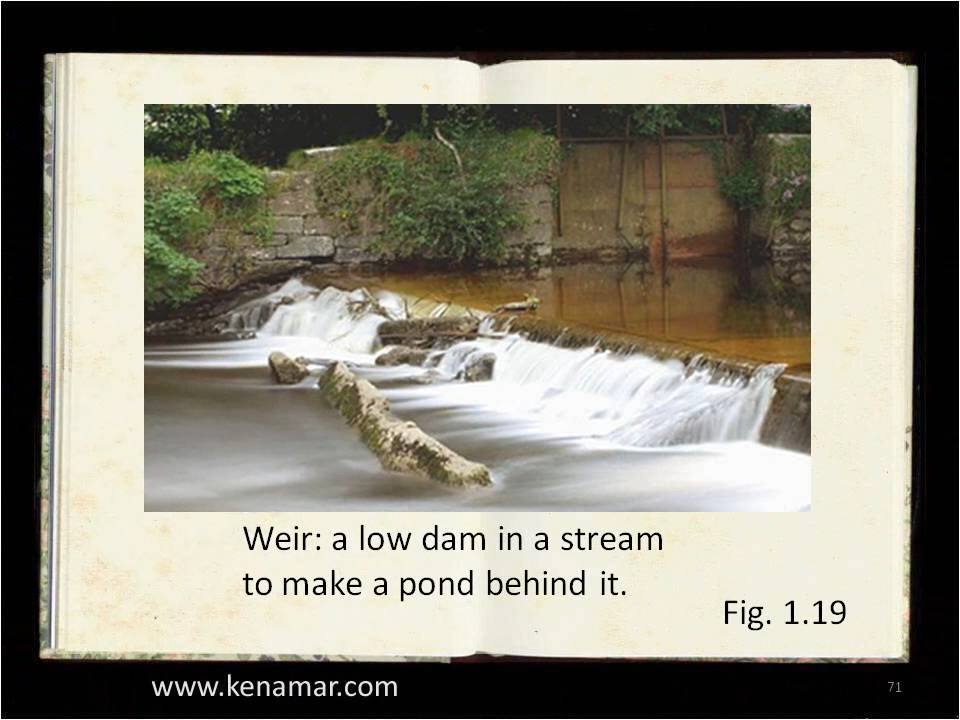 Weir: a low dam in a stream
to make a pond behind it.
Fig. 1.19
www.kenamar.com
71